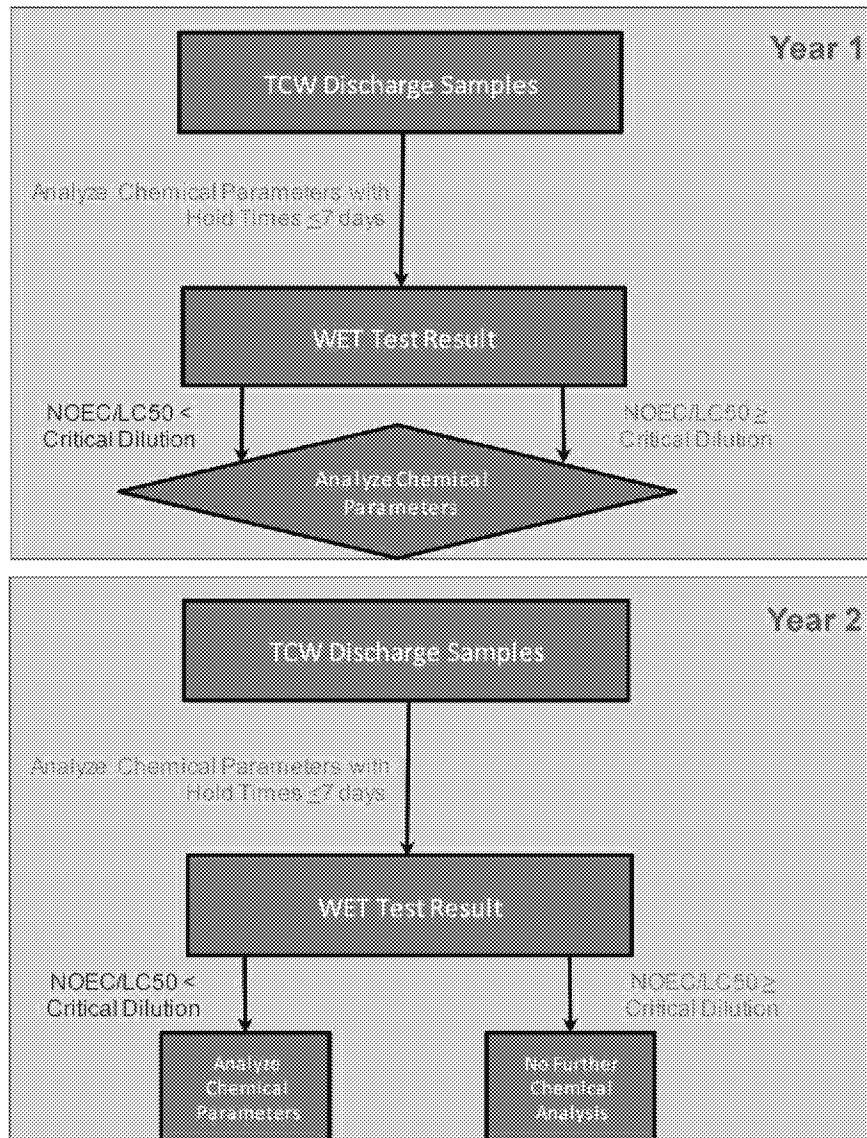 Year 1
TCW Discharge Samples
Analyze Chemical Parameters with
Hold Times ≤7 days
WET Test Result
NOEC/LC50 <
Critical Dilution
NOEC/LC50 ≥
Critical Dilution
Analyze Chemical
Parameters
Year 2
TCW Discharge Samples
Analyze Chemical Parameters with
Hold Times ≤7 days
WET Test Result
NOEC/LC50 <
Critical Dilution
NOEC/LC50 ≥
Critical Dilution
Analyze
Chemical
Parameters
No Further
Chemical
Analysis